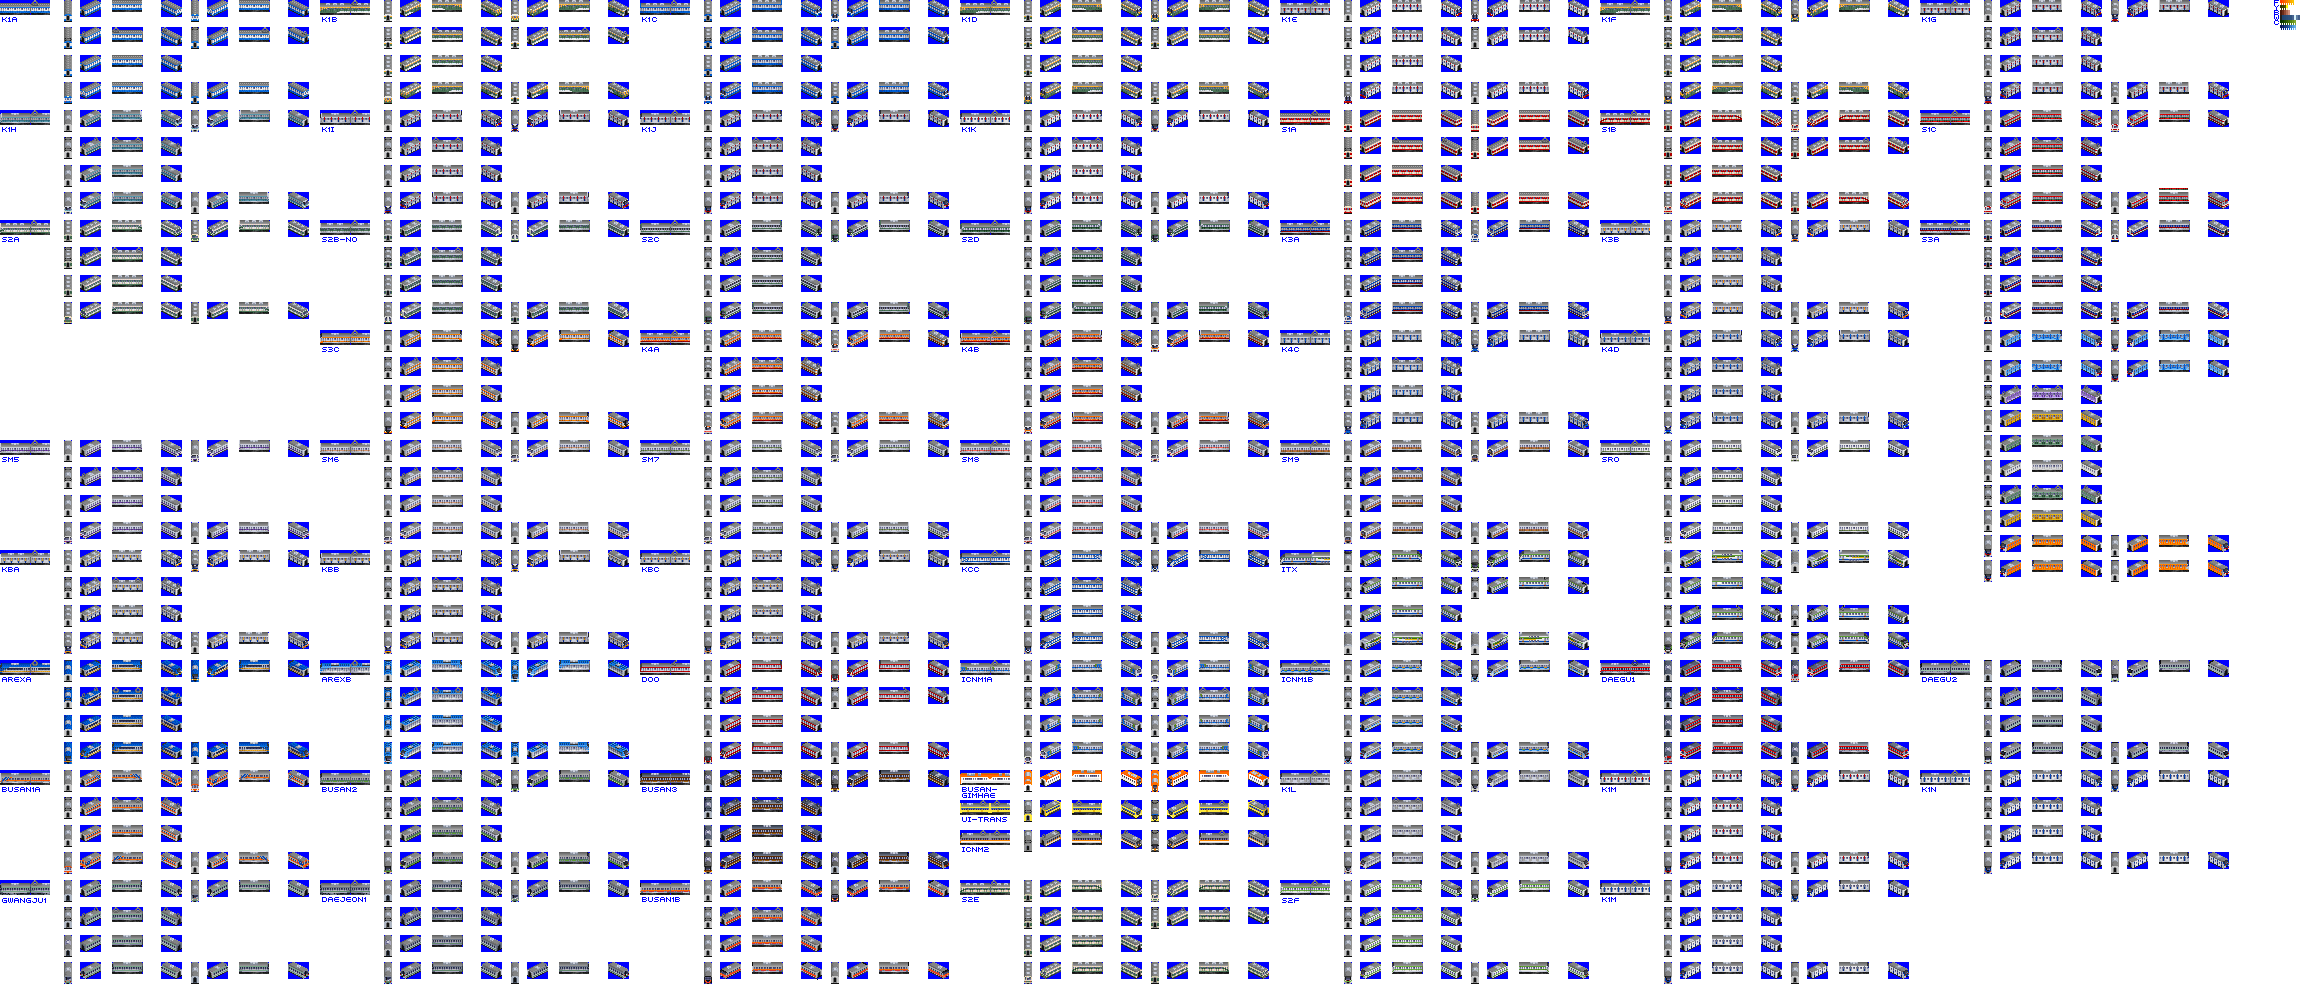 K1A K1B K1C K1D K1E K1F K1G
K1H K1I K1J K1K S1A S1B S1C
S2A S2B-NO S2C S2D K3A K3B S3A
S3C K4A K4B K4C K4D
SM5 SM6 SM7 SM8 SM9 SRO
KBA KBB KBC KCC ITX
AREXA AREXB DOO ICNM1A ICNM1B DAEGU1 DAEGU2
BUSAN1A BUSAN2 BUSAN3 BUSAN- K1L K1M K1N
GIMHAE
UI-TRANS
ICNM2
GWANGJU1 DAEJEON1 BUSAN1B S2E S2F K1M